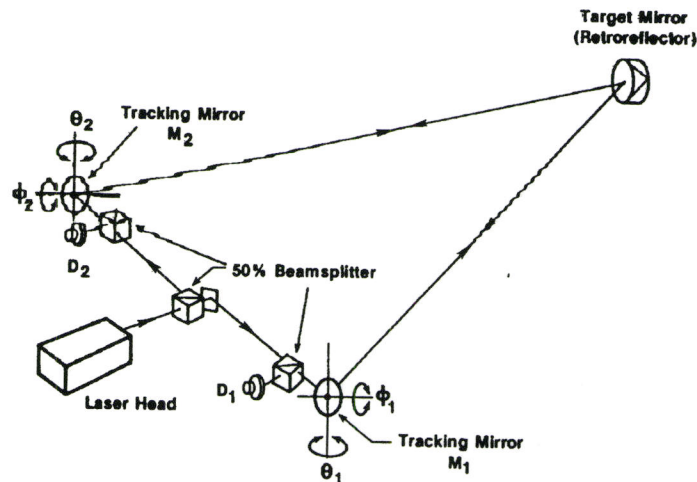 Target Mirror
(Retroreflector)
θ2
Tracking Mirror
M2
ϕ2
D2
50% Beamsplitter
Laser Head
D1
ϕ1
Tracking Mirror
M1
θ1